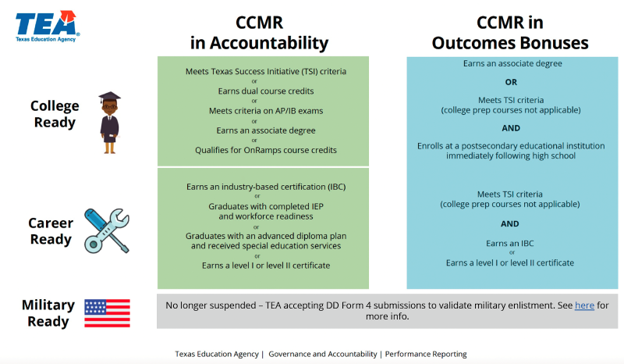 TEA
Texas Education Agency®
CCMR
in Accountability
CCMR in
Outcomes Bonuses
College
Ready
Meets Texas Success Initiative (TSI) criteria
or
Earns dual course credits
or
Meets criteria on AP/IB exams
or
Earns an associate degree
or
Qualifies for OnRamps course credits
Earns an associate degree
OR
Meets TSI criteria
(college prep courses not applicable)
AND
Enrolls at a postsecondary educational institution
immediately following high school
Career
Ready
Earns an industry-based certification (IBC)
or
Graduates with completed IEP
and workforce readiness
or
Graduates with an advanced diploma plan
and received special education services
or
Earns a level I or level II certificate
Meets TSI criteria
(college prep courses not applicable)
AND
Earns an IBC
or
Earns a level I or level II certificate
Military
Ready
No longer suspended – TEA accepting DD Form 4 submissions to validate military enlistment. See here for
more info.
Texas Education Agency | Governance and Accountability | Performance Reporting